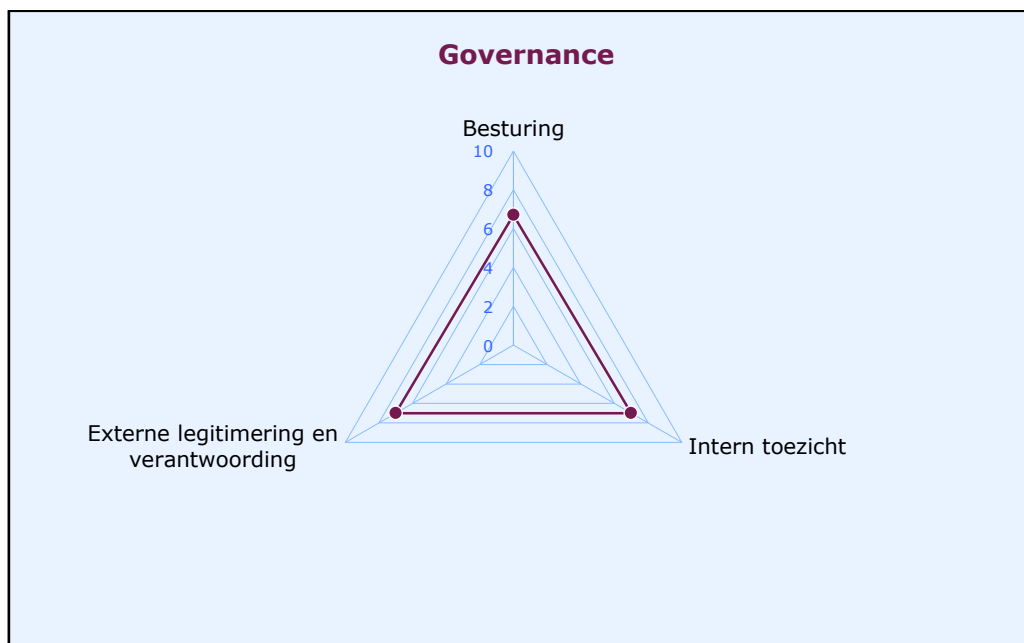 Governance
Besturing
10
8
6
4
2
0
Externe legitimering en
verantwoording
Intern toezicht